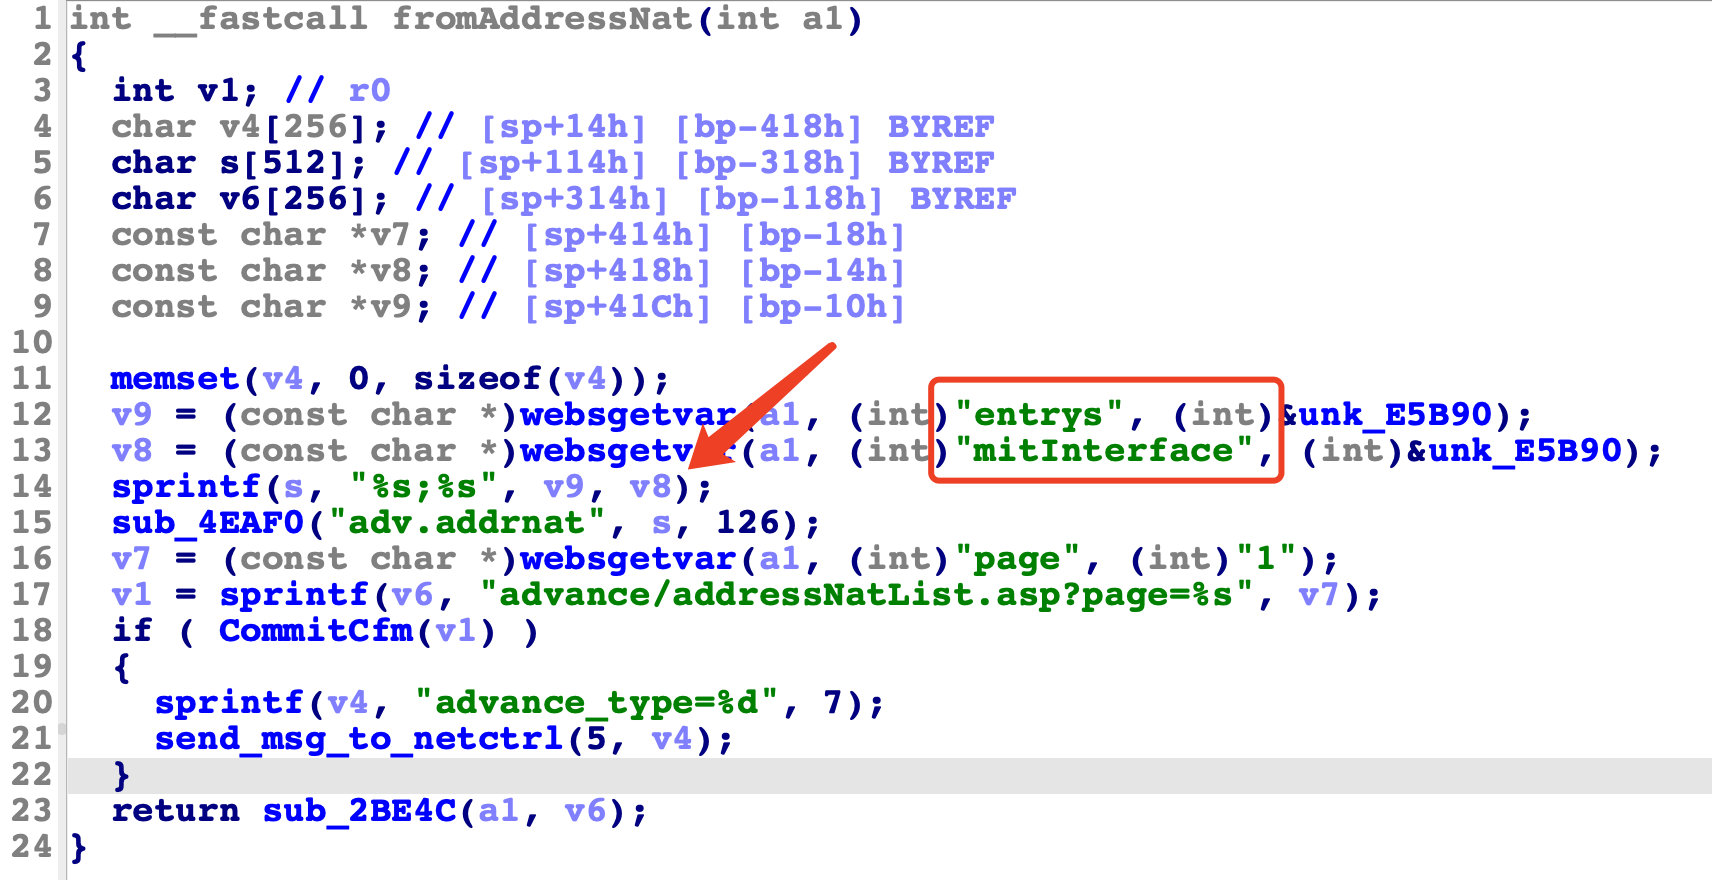 1 int __fastcall fromAddressNat(int a1)
2 {
3 int v1; // r0
4 char v4[256]; // [sp+14h] [bp-418h] BYREF
5 char s[512]; // [sp+114h] [bp-318h] BYREF
6 char v6[256]; // [sp+314h] [bp-118h] BYREF
7 const char *v7; // [sp+414h] [bp-18h]
8 const char *v8; // [sp+418h] [bp-14h]
9 const char *v9; // [sp+41Ch] [bp-10h]
10
11 memset(v4, 0, sizeof(v4));
12 v9 = (const char *)websgetvar(a1, (int)"entrys", (int)&unk_E5B90);
13 v8 = (const char *)websgetvar(a1, (int)"mitInterface", (int)&unk_E5B90);
14 sprintf(s, "%s;%s", v9, v8);
15 sub_4EAF0("adv.addrnat", s, 126);
16 v7 = (const char *)websgetvar(a1, (int)"page", (int)"1");
17 v1 = sprintf(v6, "advance/addressNatList.asp?page=%s", v7);
18 if ( CommitCfm(v1) )
19 {
20 sprintf(v4, "advance_type=%d", 7);
21 send_msg_to_netctrl(5, v4);
22 }
23 return sub_2BE4C(a1, v6);
24 }